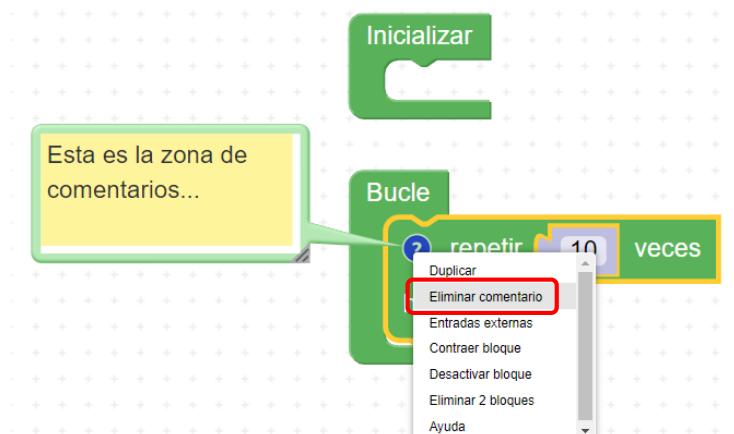 Inicializar
Esta es la zona de
comentarios...
Bucle
? repetir 10 veces
Duplicar
Eliminar comentario
Entradas externas
Contraer bloque
Desactivar bloque
Eliminar 2 bloques
Ayuda